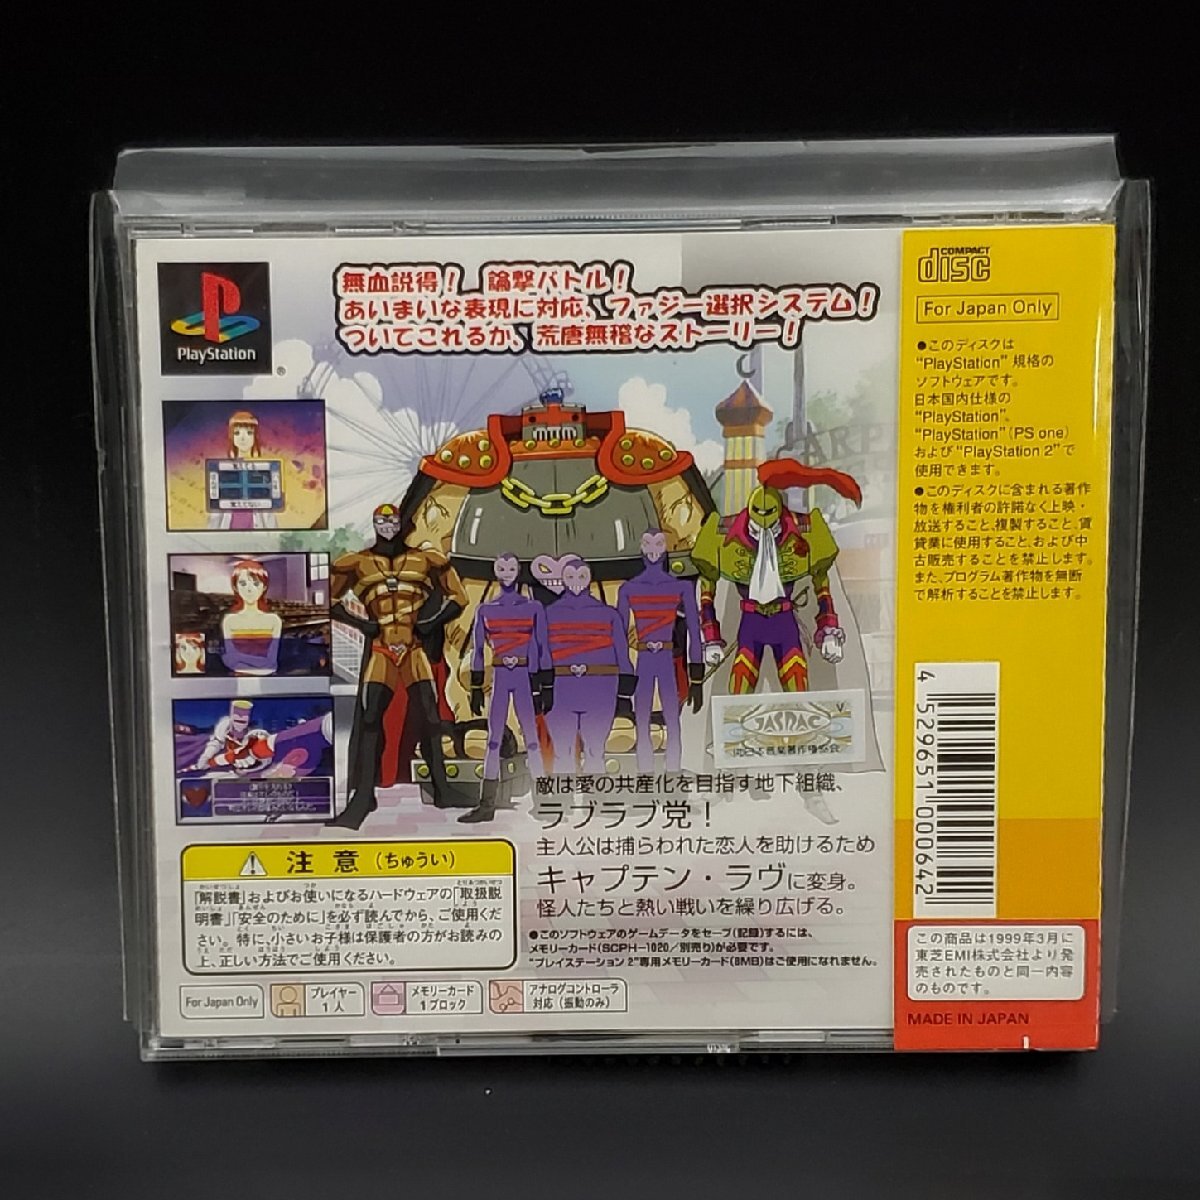 PlayStation
®
無血説得！ 論撃バトル！
あいまいな表現に対応、ファジー選択システム！
ついてこれるか、荒唐無稽なストーリー！
COMPACT
disc
For Japan Only
●このディスクは
"PlayStation" 規格の
ソフトウェアです。
日本国内仕様の
"PlayStation"、
"PlayStation"(PS one)
および"PlayStation 2"で
使用できます。
●このディスクに含まれる著作
物を権利者の許諾なく上映・
放送すること、複製すること、賃
貸業に使用すること、および中
古販売することを禁止します。
また、プログラム著作物を無断
で解析することを禁止します。
CARP
JASRAC
V
敵は愛の共産化を目指す地下組織、
ラブラブ党！
主人公は捕らわれた恋人を助けるため
キャプテン・ラヴに変身。
怪人たちと熱い戦いを繰り広げる。
●このソフトウェアのゲームデータをセーブ(記録)するには、
メモリーカード(SCPH-1020／別売り)が必要です。
"プレイステーション 2"専用メモリーカード(8MB)はご使用になれません。
注意（ちゅうい）
「解説書」およびお使いになるハードウェアの「取扱説
明書」「安全のために」を必ず読んでから、ご使用くだ
さい。特に、小さいお子様は保護者の方がお読みの
上、正しい方法でご使用ください。
For Japan Only
プレイヤー
1人
メモリーカード
1ブロック
アナログコントローラ
対応（振動のみ）
4 529651 000642
この商品は1999年3月に
東芝EMI株式会社より発
売されたものと同一内容
のものです。
MADE IN JAPAN